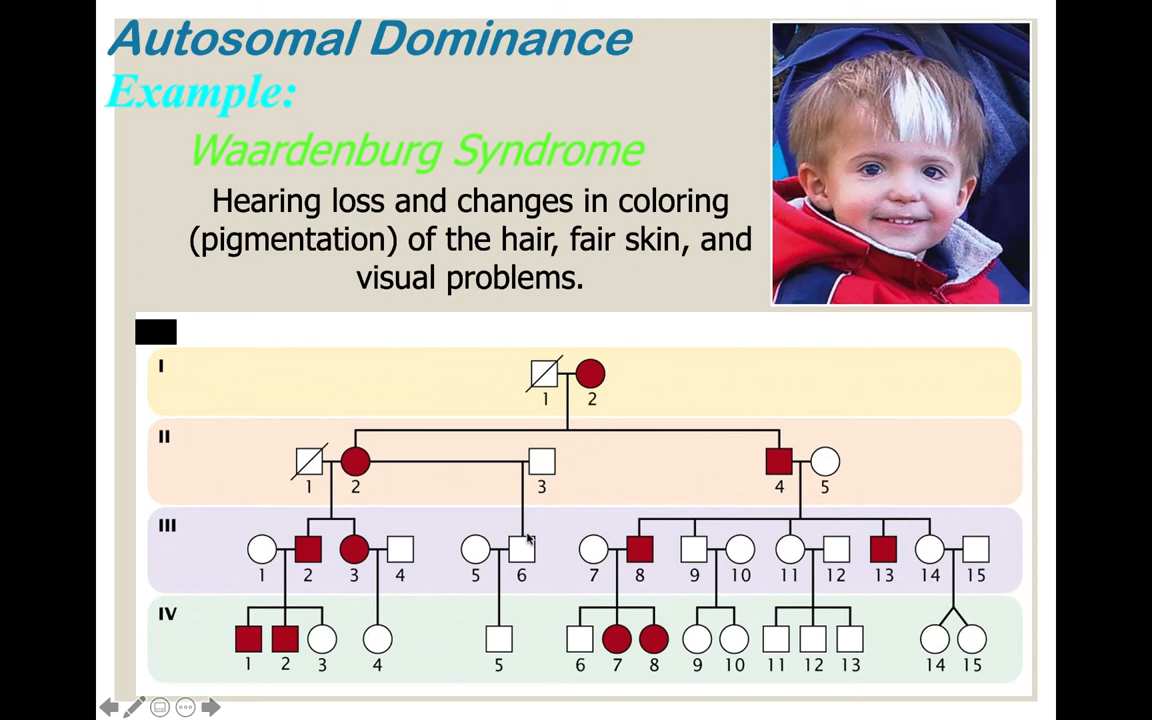 Autosomal Dominance
Example:
Waardenburg Syndrome
Hearing loss and changes in coloring
(pigmentation) of the hair, fair skin, and
visual problems.
I
1 2
II
1 2 3 4 5
III
1 2 3 4 5 6 7 8 9 10 11 12 13 14 15
IV
1 2 3 4 5 6 7 8 9 10 11 12 13 14 15